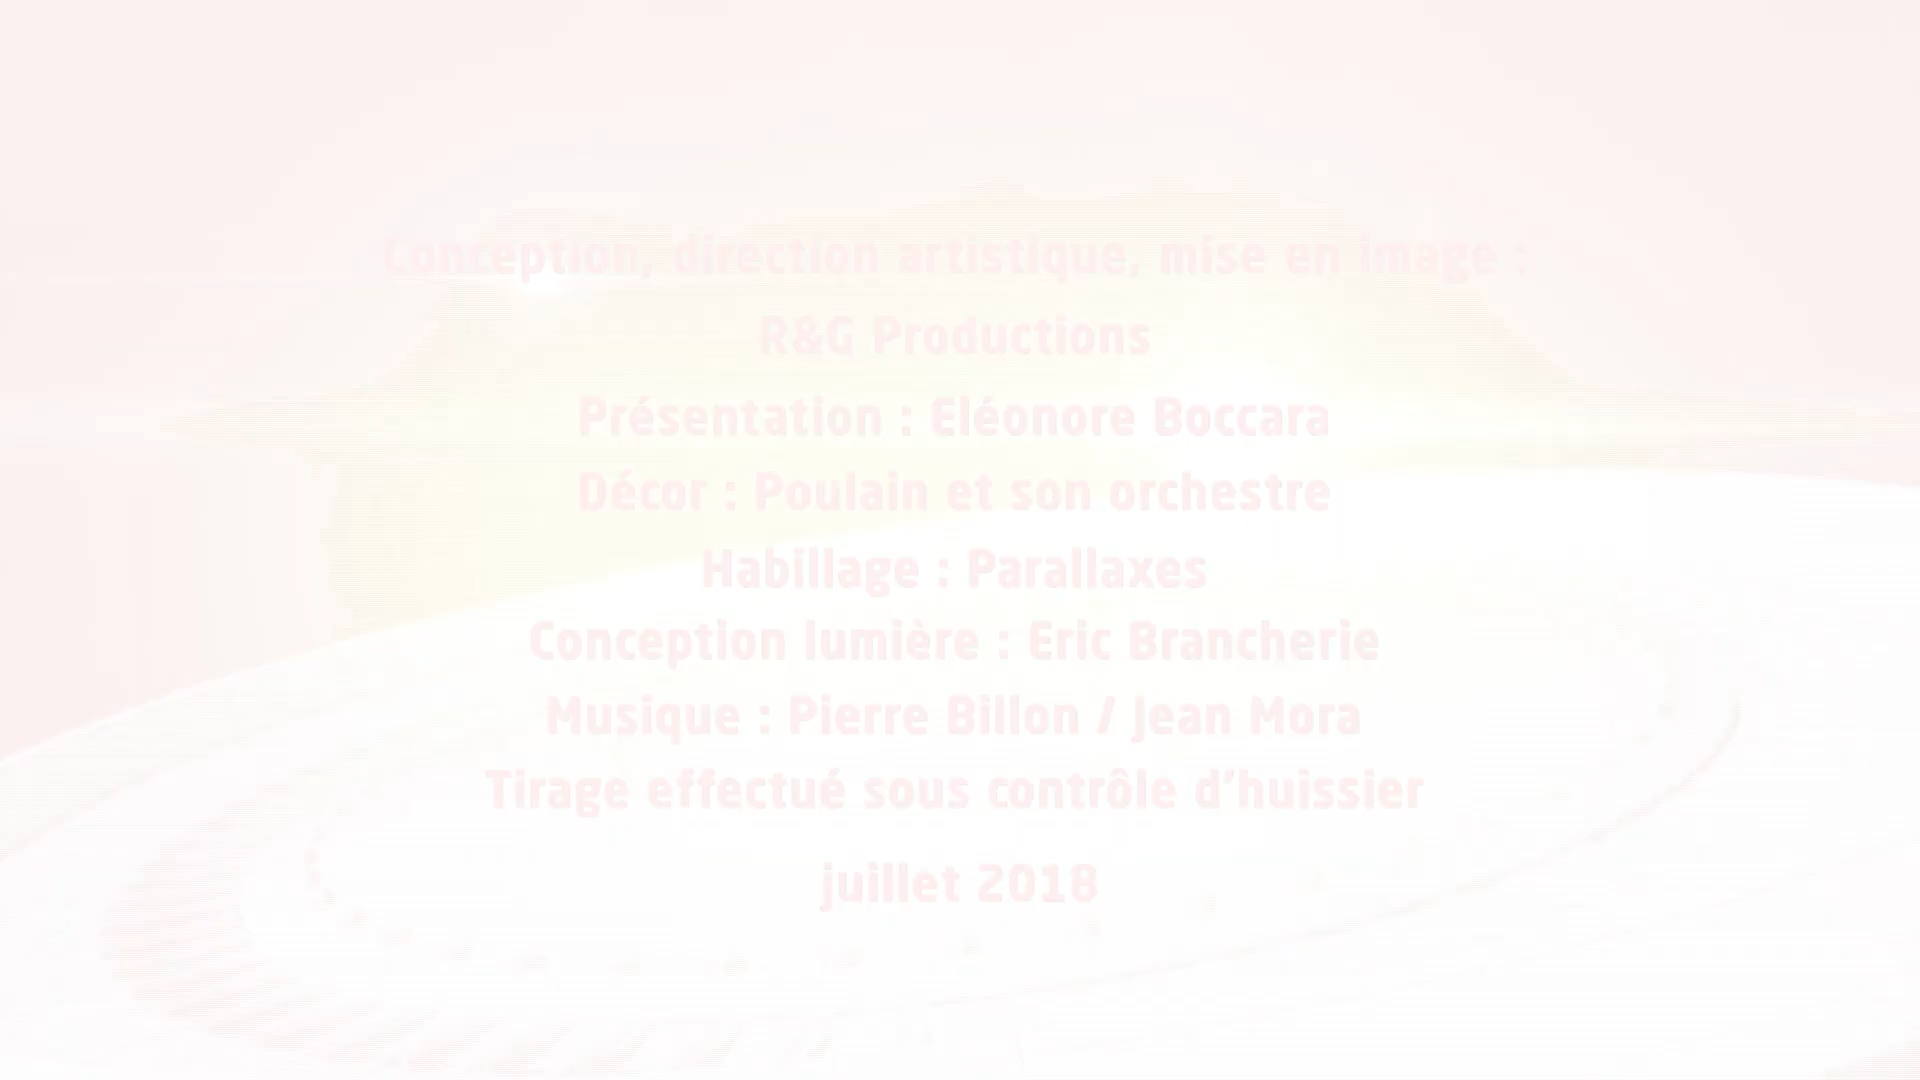 Conception, direction artistique, mise en image :
R&G Productions
Présentation : Eléonore Boccara
Décor : Poulain et son orchestre
Habillage : Parallaxes
Conception lumière : Eric Brancherie
Musique : Pierre Billon / Jean Mora
Tirage effectué sous contrôle d'huissier
juillet 2018